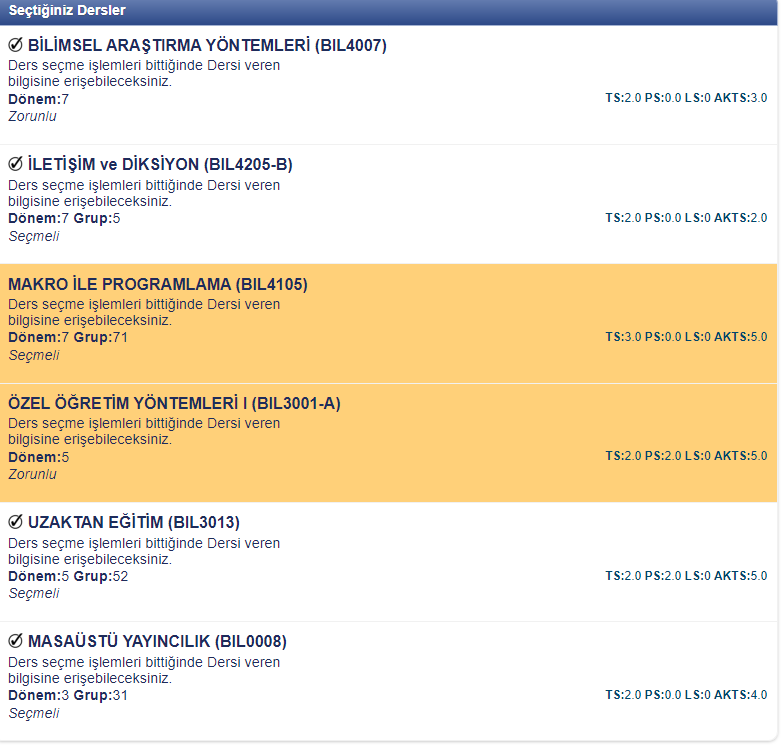 Seçtiğiniz Dersler
BİLİMSEL ARAŞTIRMA YÖNTEMLERİ (BIL4007)
Ders seçme işlemleri bittiğinde Dersi veren
bilgisine erişebileceksiniz.
Dönem:7
TS:2.0 PS:0.0 LS:0 AKTS:3.0
Zorunlu
İLETİŞİM ve DİKSİYON (BIL4205-B)
Ders seçme işlemleri bittiğinde Dersi veren
bilgisine erişebileceksiniz.
Dönem:7 Grup:5
TS:2.0 PS:0.0 LS:0 AKTS:2.0
Seçmeli
MAKRO İLE PROGRAMLAMA (BIL4105)
Ders seçme işlemleri bittiğinde Dersi veren
bilgisine erişebileceksiniz.
Dönem:7 Grup:71
TS:3.0 PS:0.0 LS:0 AKTS:5.0
Seçmeli
ÖZEL ÖĞRETİM YÖNTEMLERİ I (BIL3001-A)
Ders seçme işlemleri bittiğinde Dersi veren
bilgisine erişebileceksiniz.
Dönem:5
TS:2.0 PS:2.0 LS:0 AKTS:5.0
Zorunlu
UZAKTAN EĞİTİM (BIL3013)
Ders seçme işlemleri bittiğinde Dersi veren
bilgisine erişebileceksiniz.
Dönem:5 Grup:52
TS:2.0 PS:2.0 LS:0 AKTS:5.0
Seçmeli
MASAÜSTÜ YAYINCILIK (BIL0008)
Ders seçme işlemleri bittiğinde Dersi veren
bilgisine erişebileceksiniz.
Dönem:3 Grup:31
TS:2.0 PS:0.0 LS:0 AKTS:4.0
Seçmeli